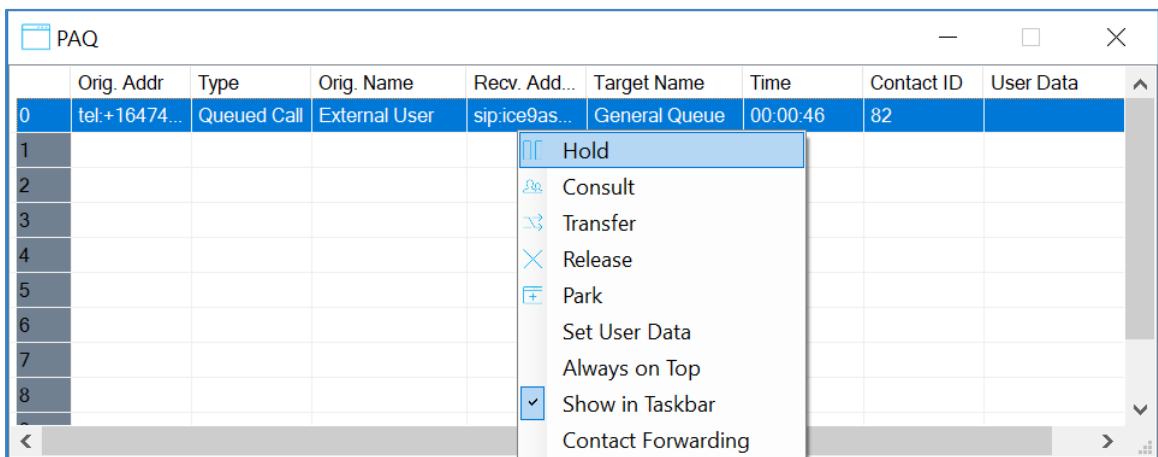 PAQ
Orig. Addr Type Orig. Name Recv. Add... Target Name Time Contact ID User Data
0 tel:+16474... Queued Call External User sip:ice9as... General Queue 00:00:46 82
1 Hold
2 Consult
3 Transfer
4 Release
5 Park
6 Set User Data
7 Always on Top
8 Show in Taskbar
Contact Forwarding